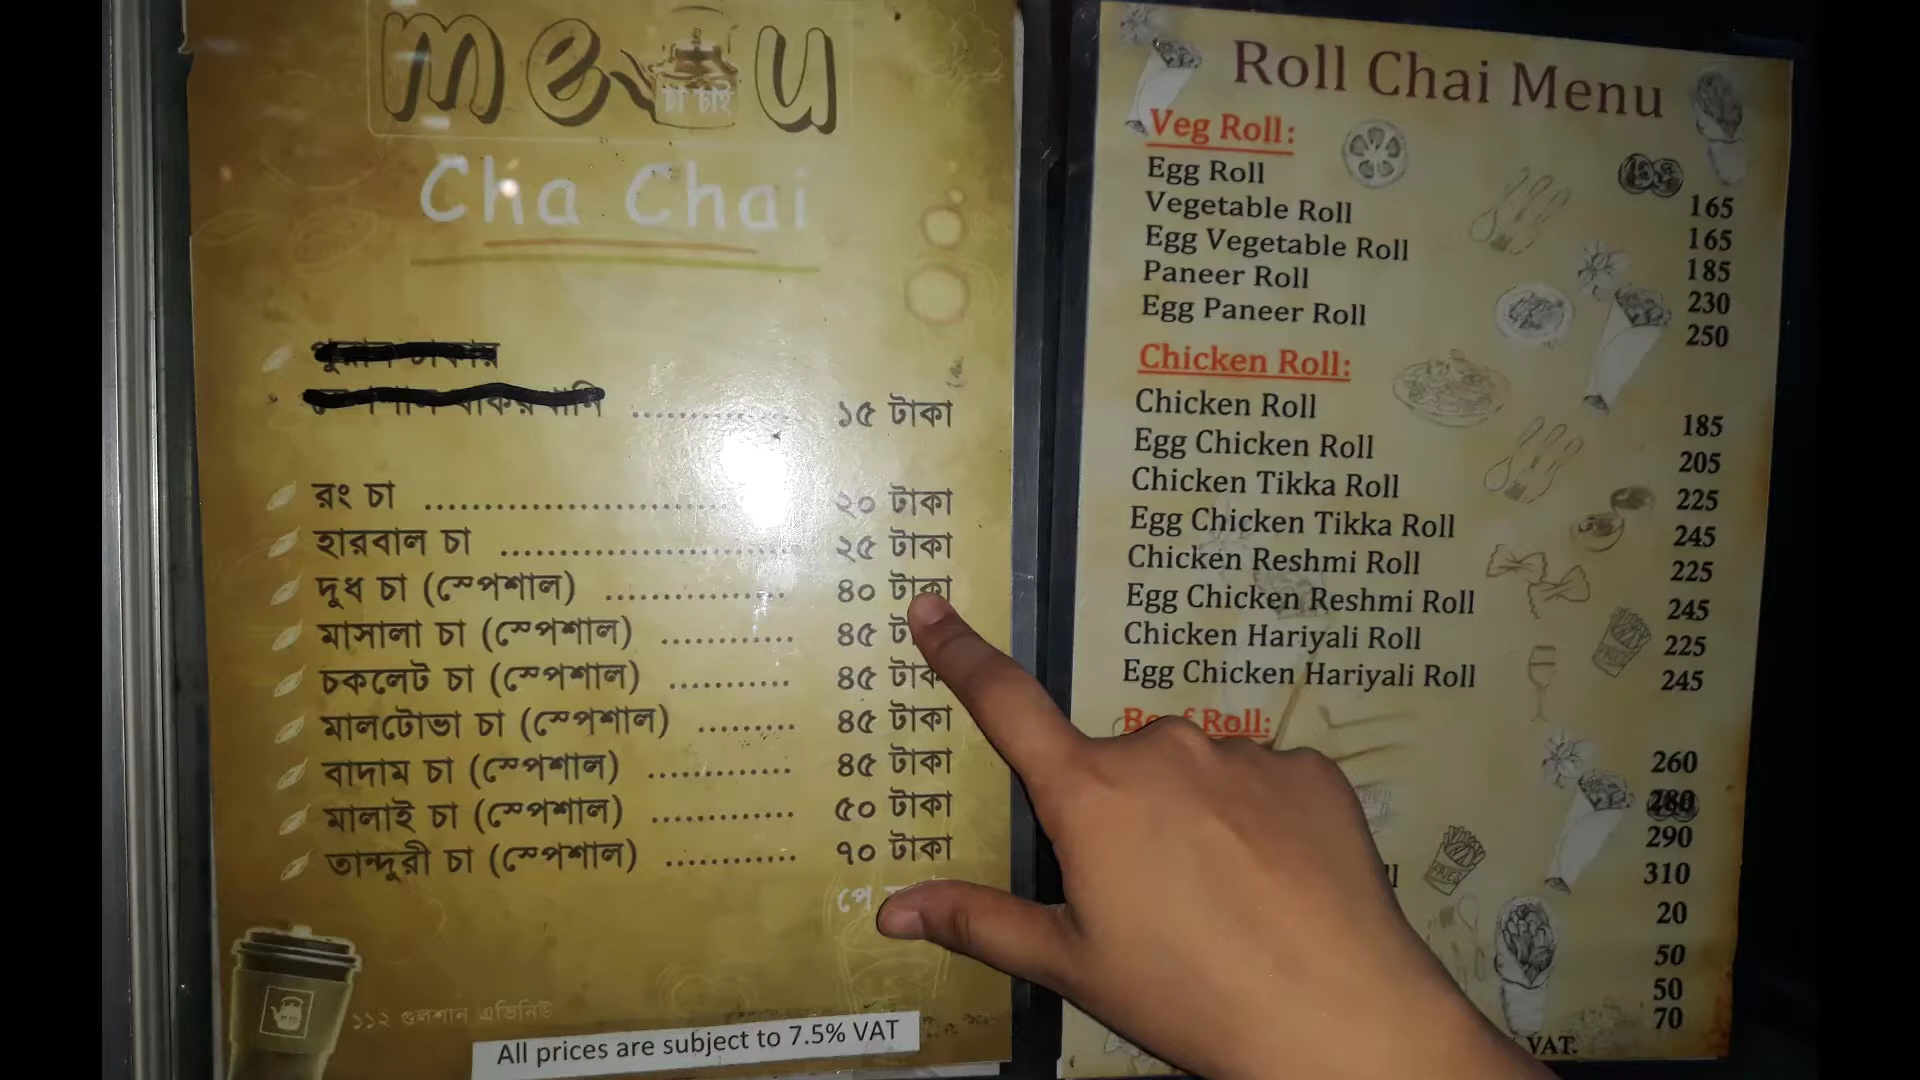 menu
চা চাই
Cha Chai
১৫ টাকা
রং চা ........................ ২০ টাকা
হারবাল চা ........................ ২৫ টাকা
দুধ চা (স্পেশাল) ................ ৪০ টাকা
মাসালা চা (স্পেশাল) ............ ৪৫
চকলেট চা (স্পেশাল) ........... ৪৫ টাকা
মালটোভা চা (স্পেশাল) ......... ৪৫ টাকা
বাদাম চা (স্পেশাল) ............. ৪৫ টাকা
মালাই চা (স্পেশাল) ............. ৫০ টাকা
তান্দুরী চা (স্পেশাল) ............ ৭০ টাকা
১১২ গুলশান এভিনিউ
All prices are subject to 7.5% VAT
Roll Chai Menu
Veg Roll:
Egg Roll 165
Vegetable Roll 165
Egg Vegetable Roll 185
Paneer Roll 230
Egg Paneer Roll 250
Chicken Roll:
Chicken Roll 185
Egg Chicken Roll 205
Chicken Tikka Roll 225
Egg Chicken Tikka Roll 245
Chicken Reshmi Roll 225
Egg Chicken Reshmi Roll 245
Chicken Hariyali Roll 225
Egg Chicken Hariyali Roll 245
Beef Roll:
260
280
290
310
20
50
50
70
VAT.